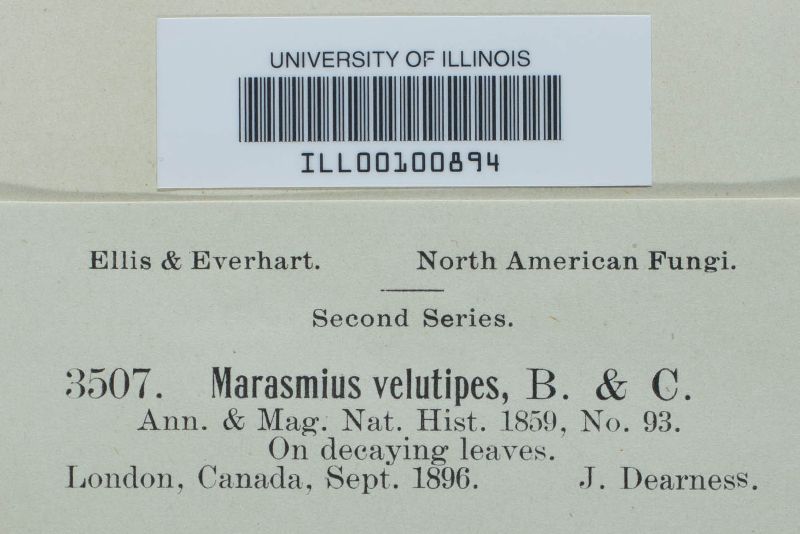 UNIVERSITY OF ILLINOIS
ILL00100894
Ellis & Everhart. North American Fungi.
Second Series.
3507. Marasmius velutipes, B. & C.
Ann. & Mag. Nat. Hist. 1859, No. 93.
On decaying leaves.
London, Canada, Sept. 1896. J. Dearness.